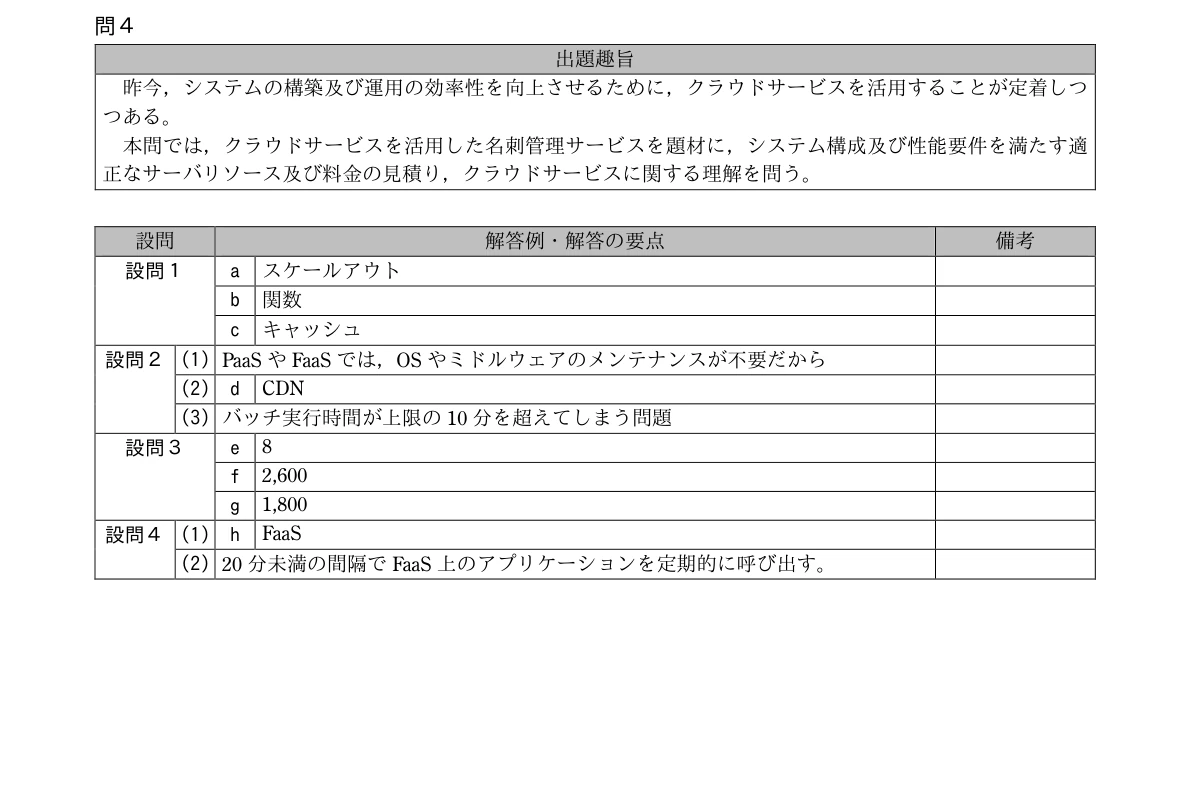 問４
出題趣旨
昨今，システムの構築及び運用の効率性を向上させるために，クラウドサービスを活用することが定着しつ
つある。
本問では，クラウドサービスを活用した名刺管理サービスを題材に，システム構成及び性能要件を満たす適
正なサーバリソース及び料金の見積り，クラウドサービスに関する理解を問う。
設問 解答例・解答の要点 備考
設問１ a スケールアウト
b 関数
c キャッシュ
設問２ (1) PaaS や FaaS では，OS やミドルウェアのメンテナンスが不要だから
(2) d CDN
(3) バッチ実行時間が上限の 10 分を超えてしまう問題
設問３ e 8
f 2,600
g 1,800
設問４ (1) h FaaS
(2) 20 分未満の間隔で FaaS 上のアプリケーションを定期的に呼び出す。